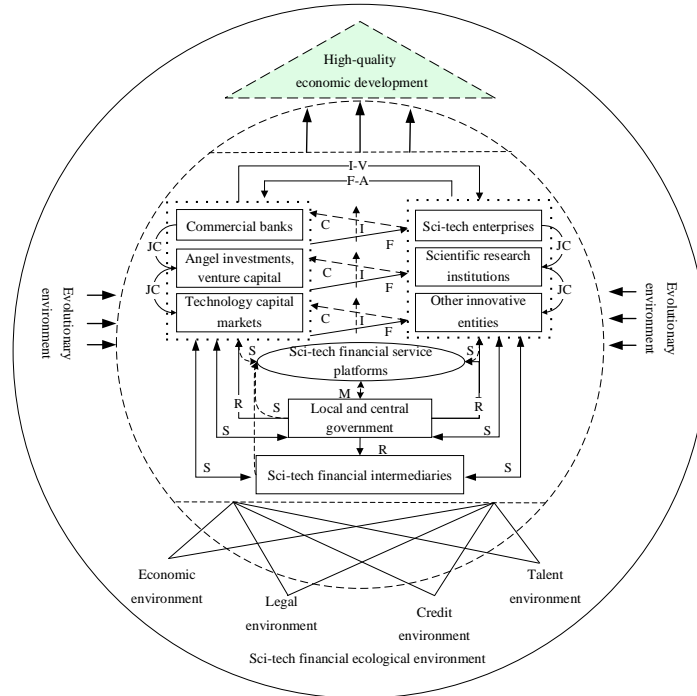 High-quality
economic development
I-V
F-A
Commercial banks
Sci-tech enterprises
C
I
F
JC
JC
Angel investments,
venture capital
Scientific research
institutions
C
I
F
JC
JC
Technology capital
markets
Other innovative
entities
C
I
F
Evolutionary
environment
Evolutionary
environment
S
Sci-tech financial service
platforms
S
M
R
S
Local and central
government
R
S
S
R
S
Sci-tech financial intermediaries
S
Economic
environment
Legal
environment
Credit
environment
Talent
environment
Sci-tech financial ecological environment